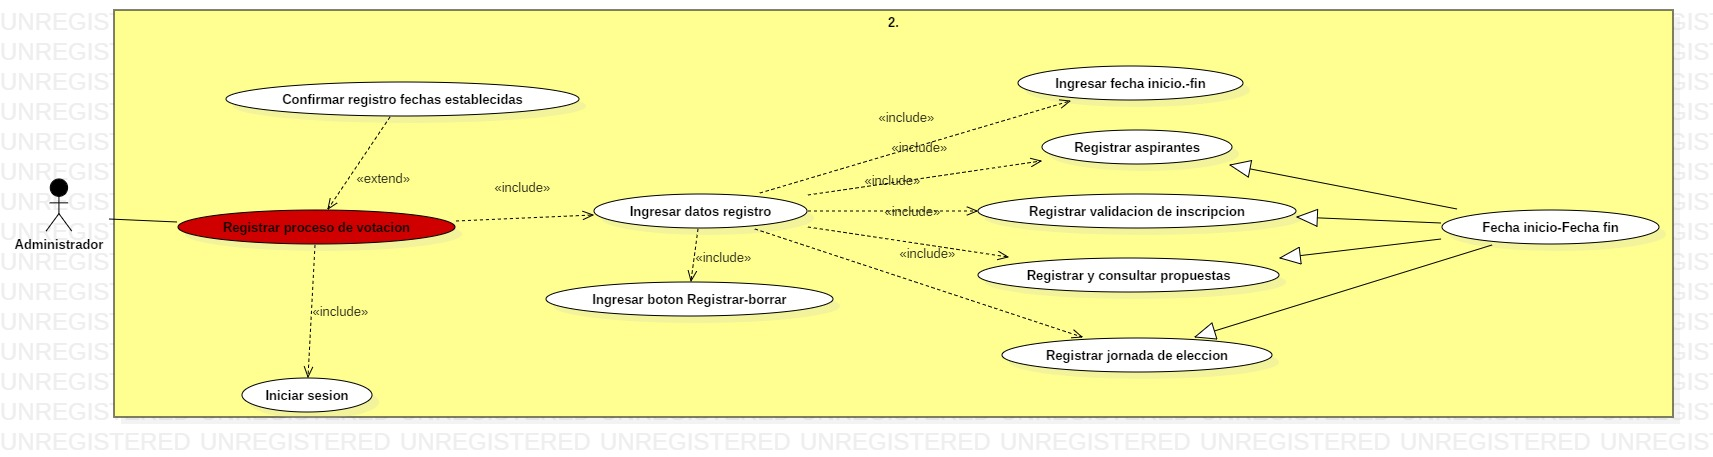 2.
Ingresar fecha inicio.-fin
Confirmar registro fechas establecidas
«include»
«include»
Registrar aspirantes
«extend»
«include»
«include»
Administrador
Registrar proceso de votacion
Ingresar datos registro
«include»
Registrar validacion de inscripcion
Fecha inicio-Fecha fin
«include»
«include»
Registrar y consultar propuestas
Ingresar boton Registrar-borrar
«include»
Registrar jornada de eleccion
Iniciar sesion
UNREGISTERED UNREGISTERED UNREGISTERED UNREGISTERED UNREGISTERED UNREGISTERED UNREGISTERED UNREGISTERED UNREGIST